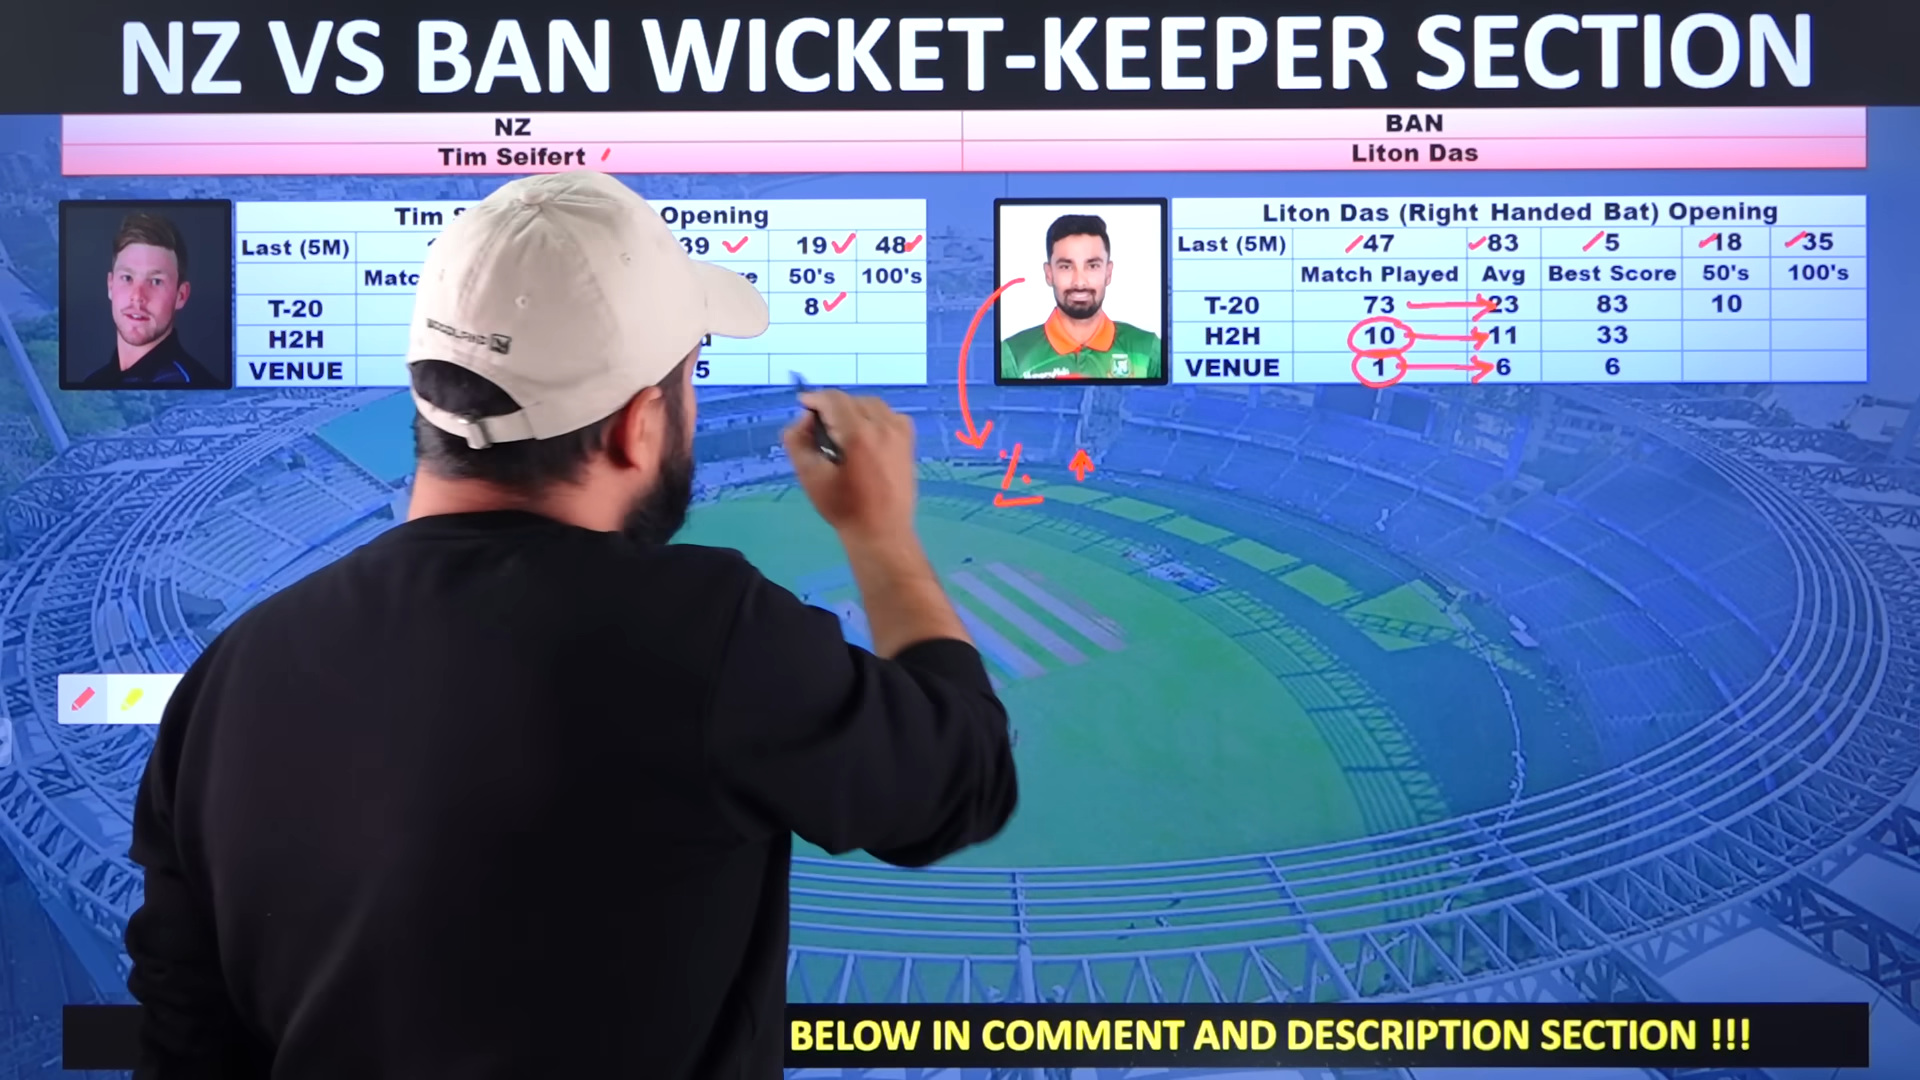 NZ VS BAN WICKET-KEEPER SECTION
NZ BAN
Tim Seifert Liton Das
Tim Opening
Last (5M) 39 19 48
50's 100's
T-20 8
H2H
VENUE 5
Liton Das (Right Handed Bat) Opening
Last (5M) 47 83 5 18 35
Match Played Avg Best Score 50's 100's
T-20 73 23 83 10
H2H 10 11 33
VENUE 1 6 6
%
BELOW IN COMMENT AND DESCRIPTION SECTION !!!